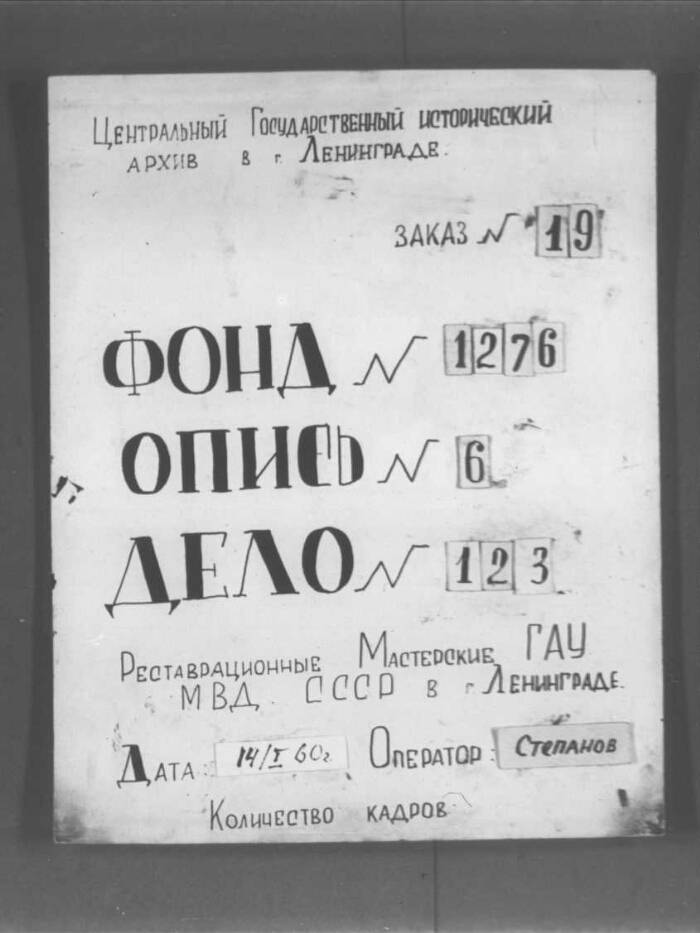 Центральный Государственный исторический
архив в г. Ленинграде.
заказ № 19
ФОНД № 1276
ОПИСЬ № 6
ДЕЛО № 123
Реставрационные Мастерские ГАУ
МВД СССР в г. Ленинграде.
Дата: 14/I 60г. Оператор: Степанов
Количество кадров